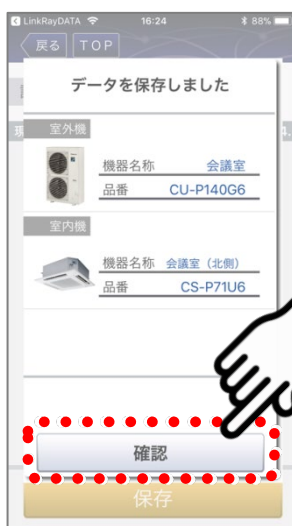 LinkRayDATA 16:24 88%
戻る TOP
データを保存しました
室外機
機器名称 会議室
品番 CU-P140G6
室内機
機器名称 会議室（北側）
品番 CS-P71U6
確認
保存